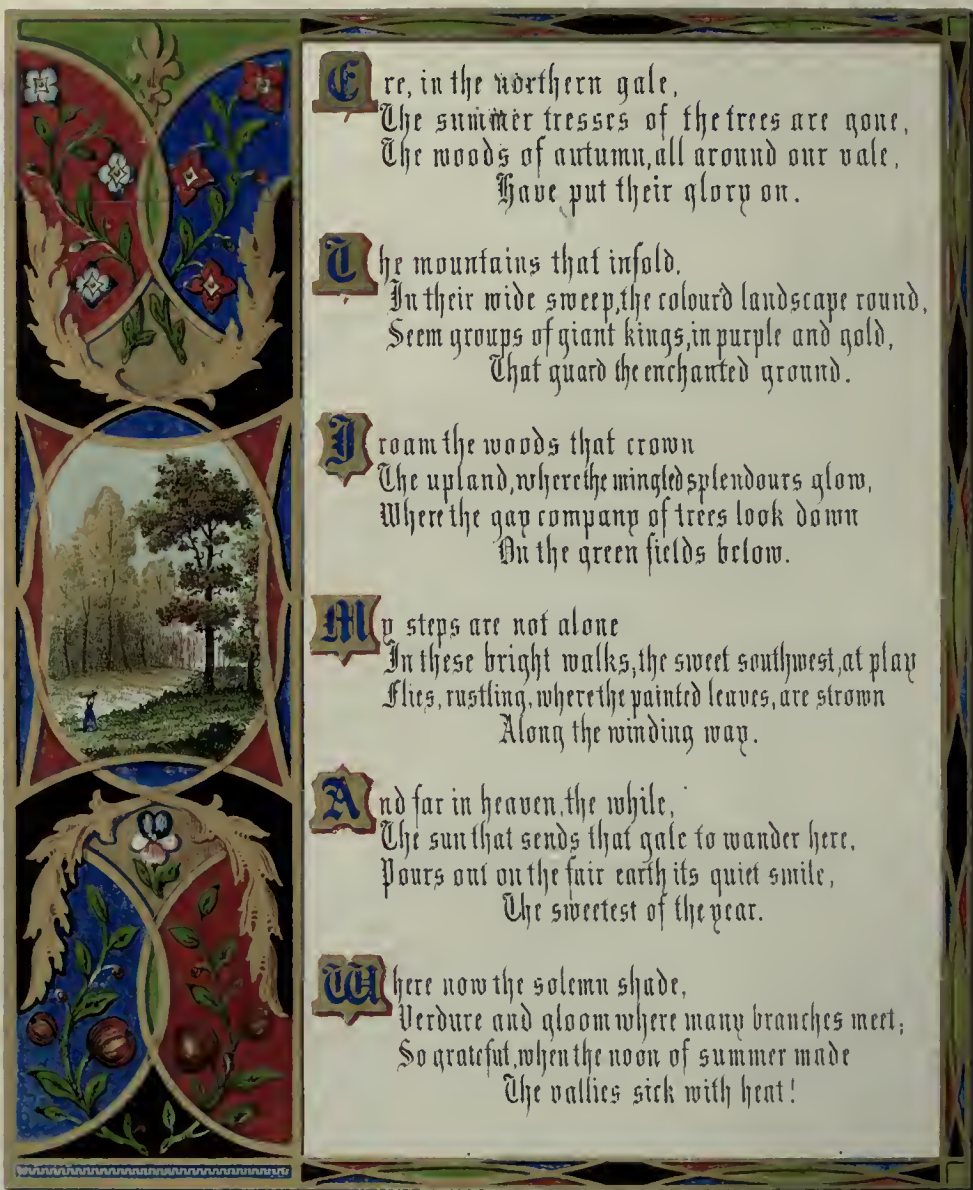 Ere, in the northern gale,
The summer tresses of the trees are gone,
The woods of autumn, all around our vale,
Have put their glory on.
The mountains that infold,
In their wide sweep, the colour'd landscape round,
Seem groups of giant kings, in purple and gold,
That guard the enchanted ground.
I roam the woods that crown
The upland, where the mingled splendours glow,
Where the gay company of trees look down
On the green fields below.
My steps are not alone
In these bright walks, the sweet southwest, at play
Flies, rustling, where the painted leaves, are strown
Along the winding way.
And far in heaven, the while,
The sun that sends that gale to wander here,
Pours out on the fair earth its quiet smile,
The sweetest of the year.
Where now the solemn shade,
Verdure and gloom where many branches meet;
So grateful, when the noon of summer made
The vallies sick with heat!